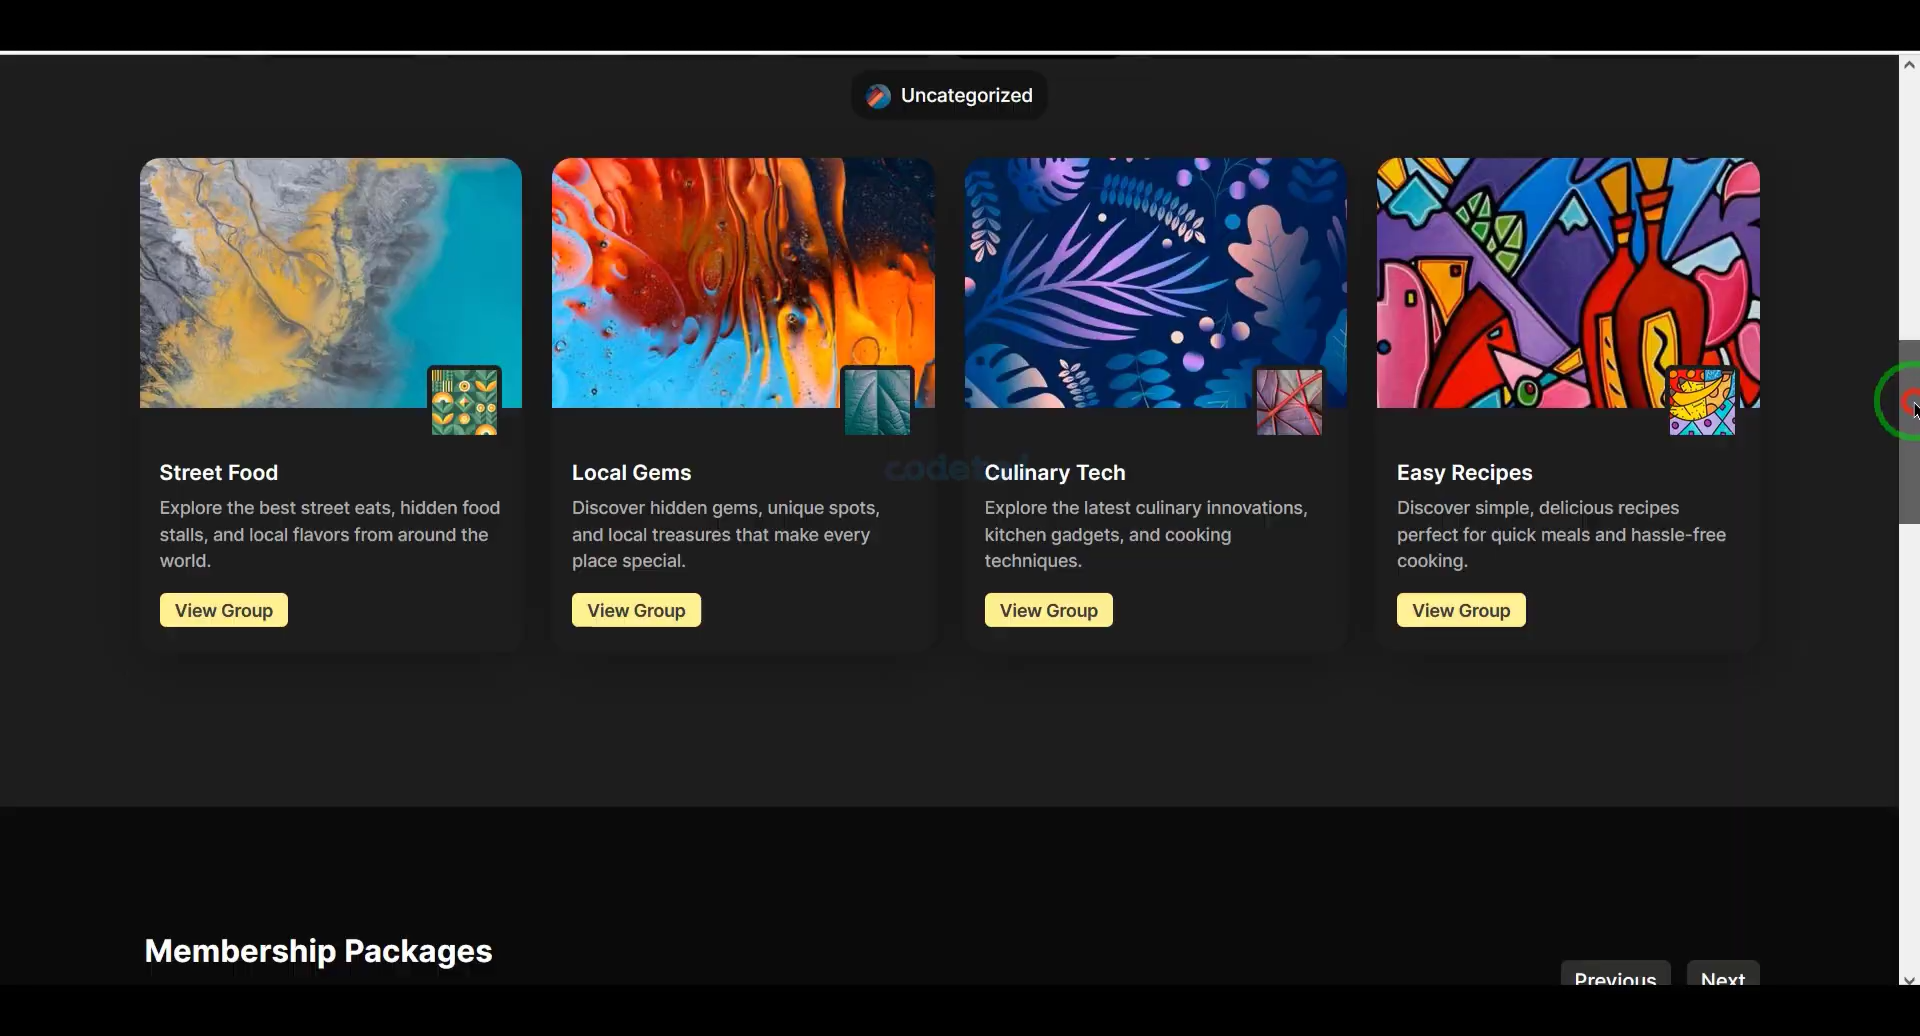 Uncategorized
Street Food
Explore the best street eats, hidden food
stalls, and local flavors from around the
world.
View Group
Local Gems
Discover hidden gems, unique spots,
and local treasures that make every
place special.
View Group
Culinary Tech
Explore the latest culinary innovations,
kitchen gadgets, and cooking
techniques.
View Group
Easy Recipes
Discover simple, delicious recipes
perfect for quick meals and hassle-free
cooking.
View Group
Membership Packages
Previous
Next